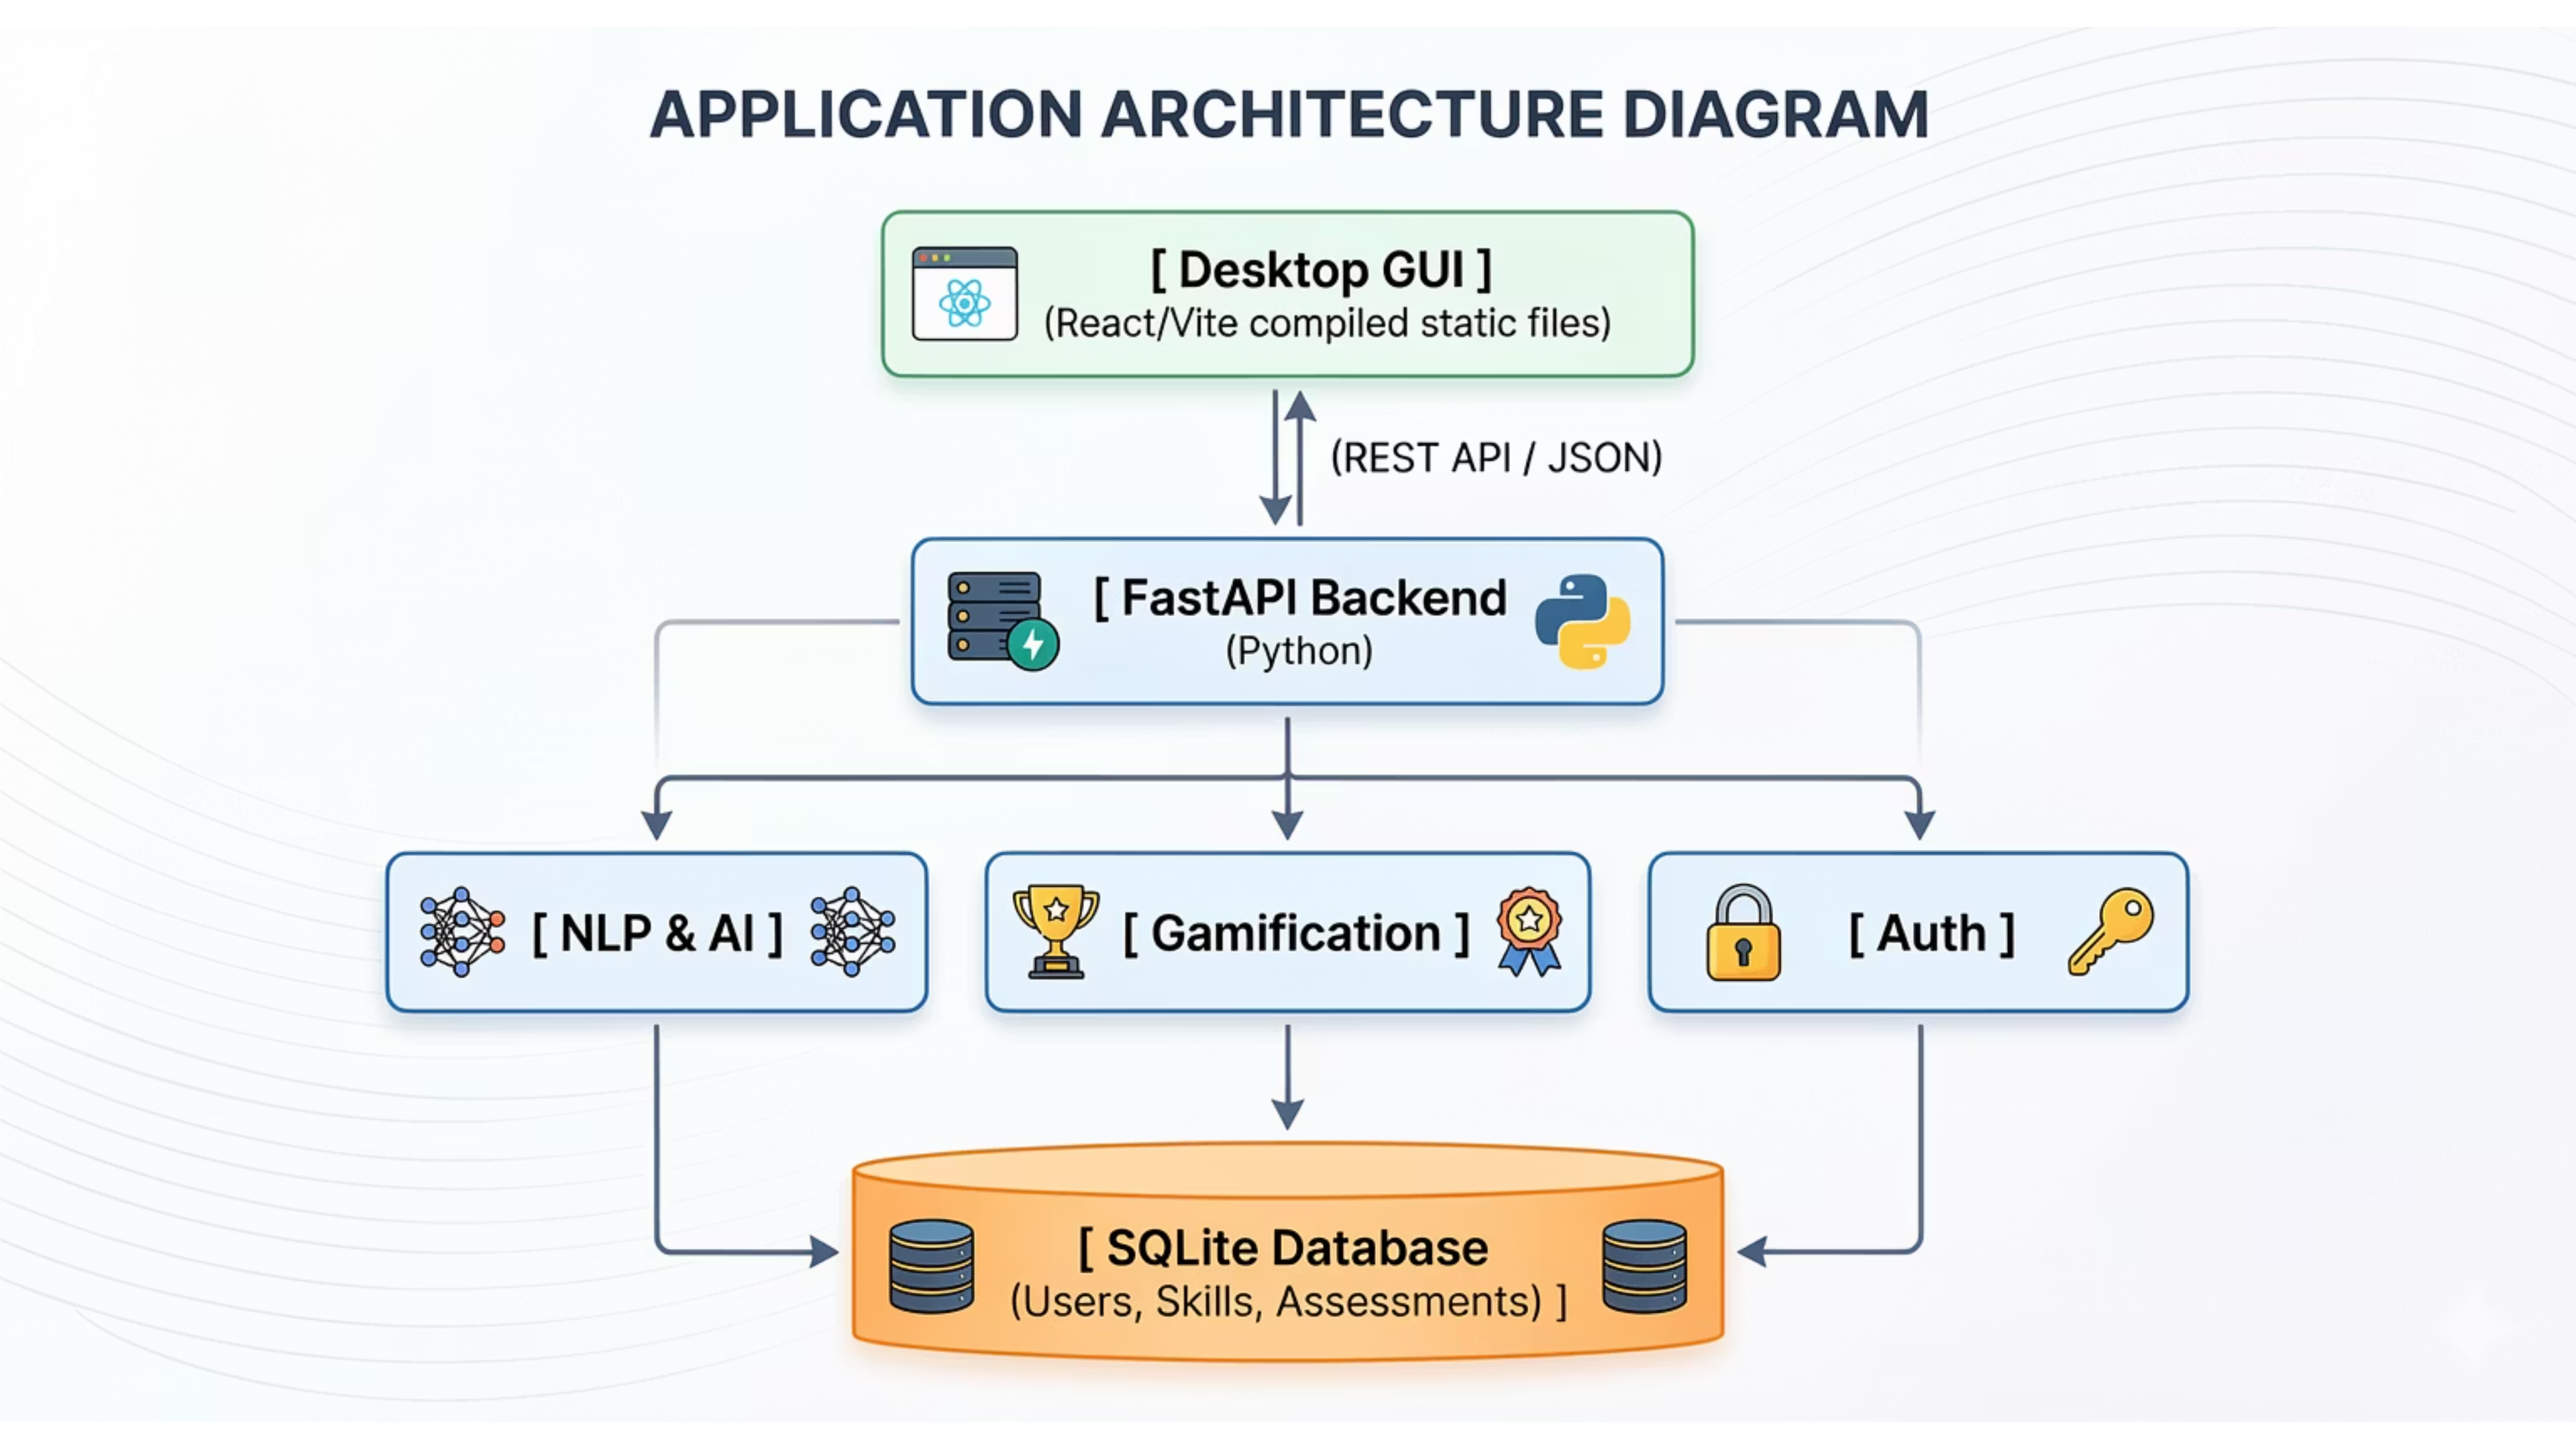 APPLICATION ARCHITECTURE DIAGRAM
[ Desktop GUI ]
(React/Vite compiled static files)
(REST API / JSON)
[ FastAPI Backend
(Python)
[ NLP & AI ]
[ Gamification ]
[ Auth ]
[ SQLite Database
(Users, Skills, Assessments) ]